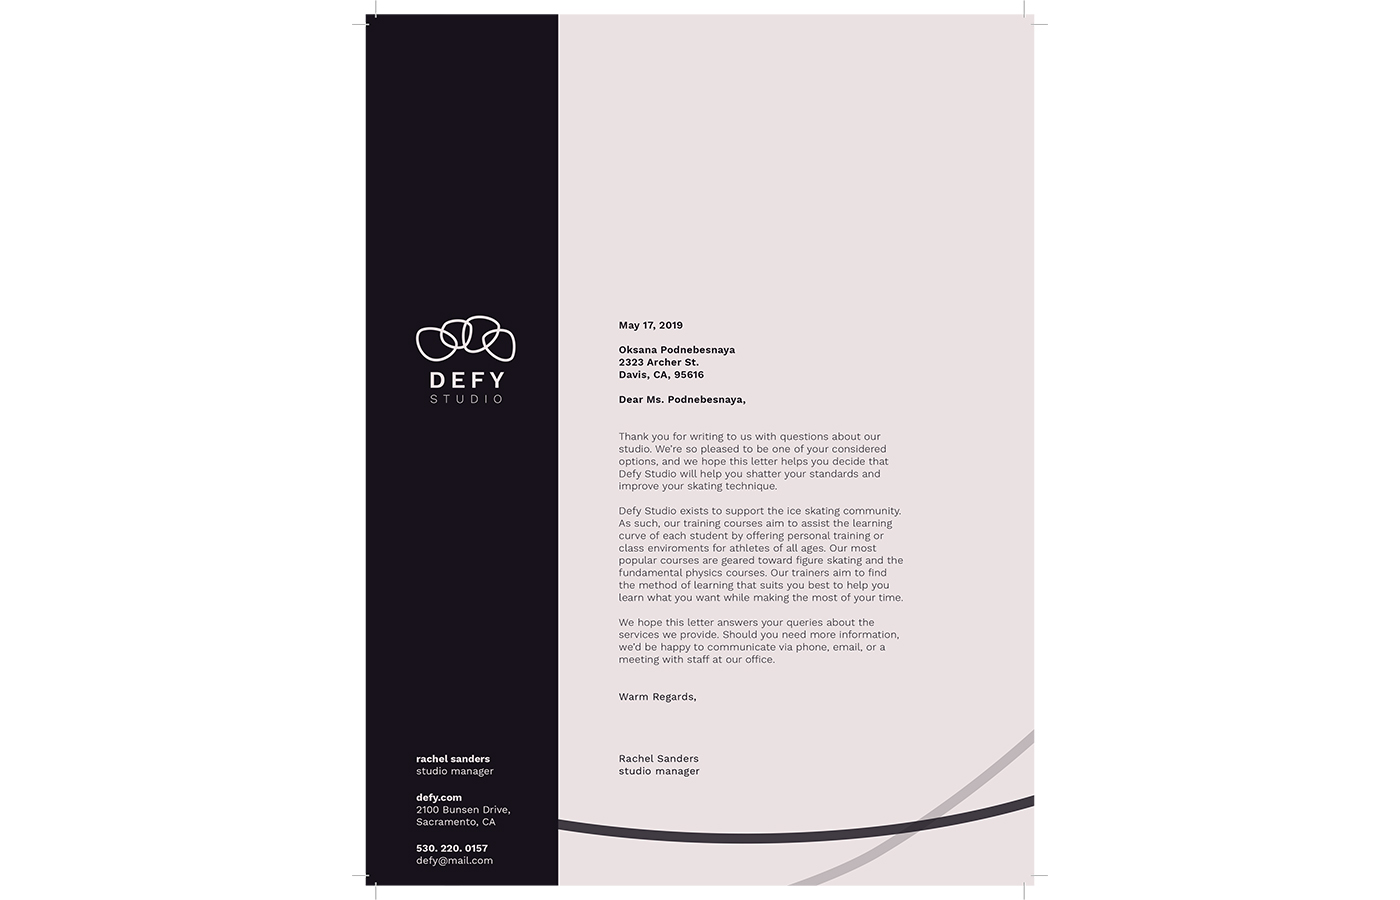 DEFY
STUDIO
rachel sanders
studio manager
defy.com
2100 Bunsen Drive,
Sacramento, CA
530. 220. 0157
defy@mail.com
May 17, 2019
Oksana Podnebesnaya
2323 Archer St.
Davis, CA, 95616
Dear Ms. Podnebesnaya,
Thank you for writing to us with questions about our
studio. We're so pleased to be one of your considered
options, and we hope this letter helps you decide that
Defy Studio will help you shatter your standards and
improve your skating technique.
Defy Studio exists to support the ice skating community.
As such, our training courses aim to assist the learning
curve of each student by offering personal training or
class enviroments for athletes of all ages. Our most
popular courses are geared toward figure skating and the
fundamental physics courses. Our trainers aim to find
the method of learning that suits you best to help you
learn what you want while making the most of your time.
We hope this letter answers your queries about the
services we provide. Should you need more information,
we'd be happy to communicate via phone, email, or a
meeting with staff at our office.
Warm Regards,
Rachel Sanders
studio manager